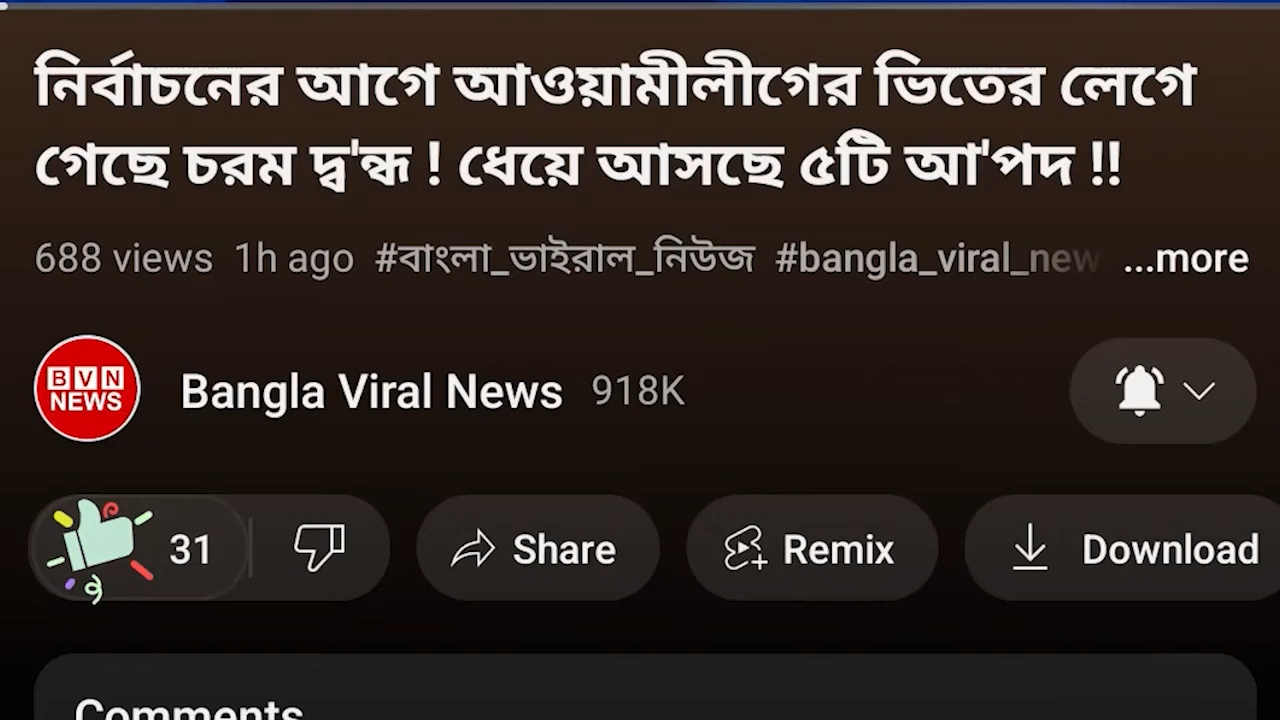 নির্বাচনের আগে আওয়ামীলীগের ভিতের লেগে
গেছে চরম দ্ব'ন্ধ ! ধেয়ে আসছে ৫টি আ'পদ !!
688 views 1h ago #বাংলা_ভাইরাল_নিউজ #bangla_viral_new ...more
BVN
NEWS
Bangla Viral News 918K
31 Share Remix Download
Comments